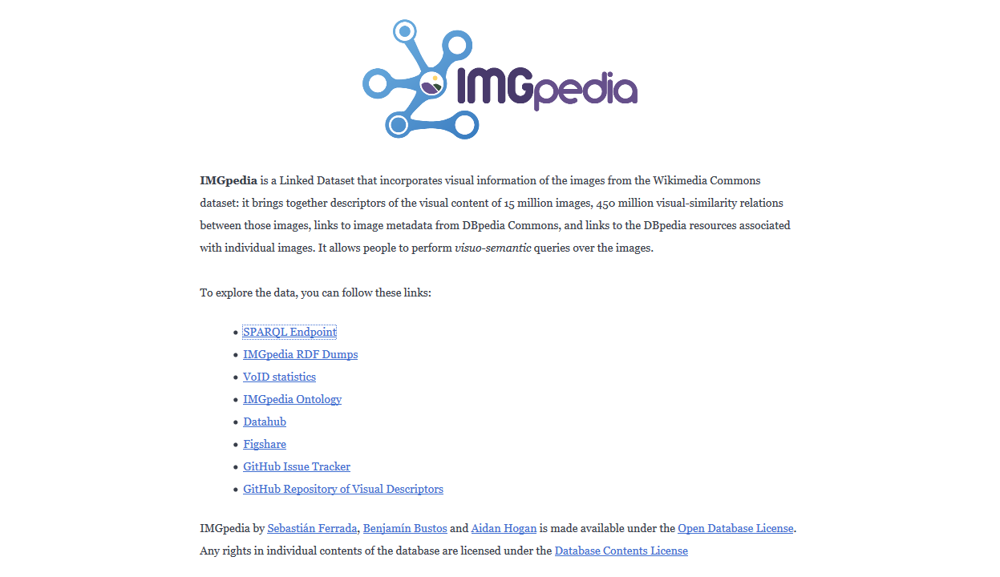 IMGpedia
IMGpedia is a Linked Dataset that incorporates visual information of the images from the Wikimedia Commons
dataset: it brings together descriptors of the visual content of 15 million images, 450 million visual-similarity relations
between those images, links to image metadata from DBpedia Commons, and links to the DBpedia resources associated
with individual images. It allows people to perform visuo-semantic queries over the images.
To explore the data, you can follow these links:
• SPARQL Endpoint
• IMGpedia RDF Dumps
• VoID statistics
• IMGpedia Ontology
• Datahub
• Figshare
• GitHub Issue Tracker
• GitHub Repository of Visual Descriptors
IMGpedia by Sebastián Ferrada, Benjamín Bustos and Aidan Hogan is made available under the Open Database License.
Any rights in individual contents of the database are licensed under the Database Contents License